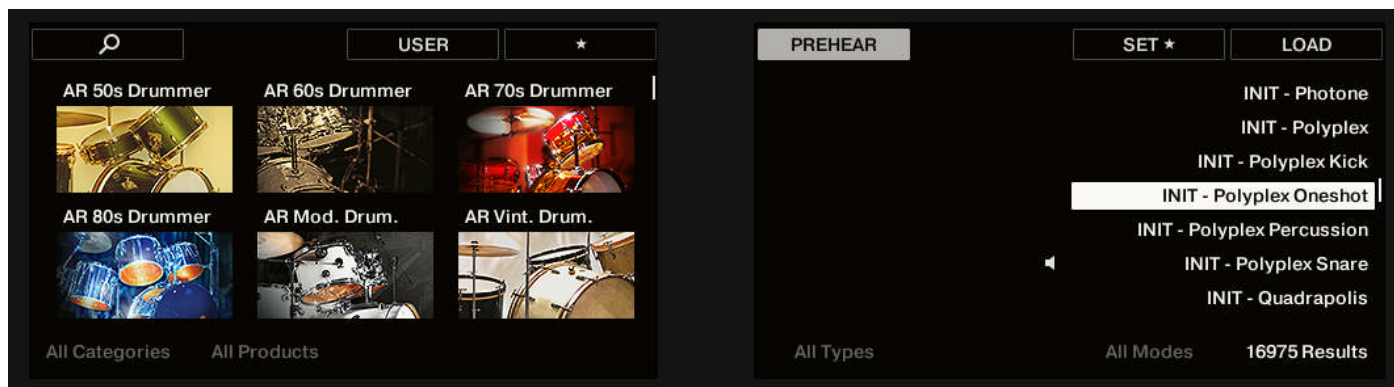 USER ★
AR 50s Drummer AR 60s Drummer AR 70s Drummer
AR 80s Drummer AR Mod. Drum. AR Vint. Drum.
All Categories All Products
PREHEAR SET ★ LOAD
INIT - Photone
INIT - Polyplex
INIT - Polyplex Kick
INIT - Polyplex Oneshot
INIT - Polyplex Percussion
INIT - Polyplex Snare
INIT - Quadrapolis
All Types All Modes 16975 Results